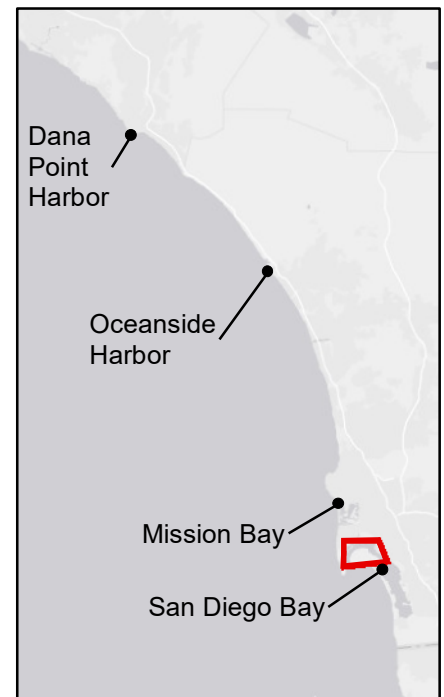 Dana
Point
Harbor
Oceanside
Harbor
Mission Bay
San Diego Bay